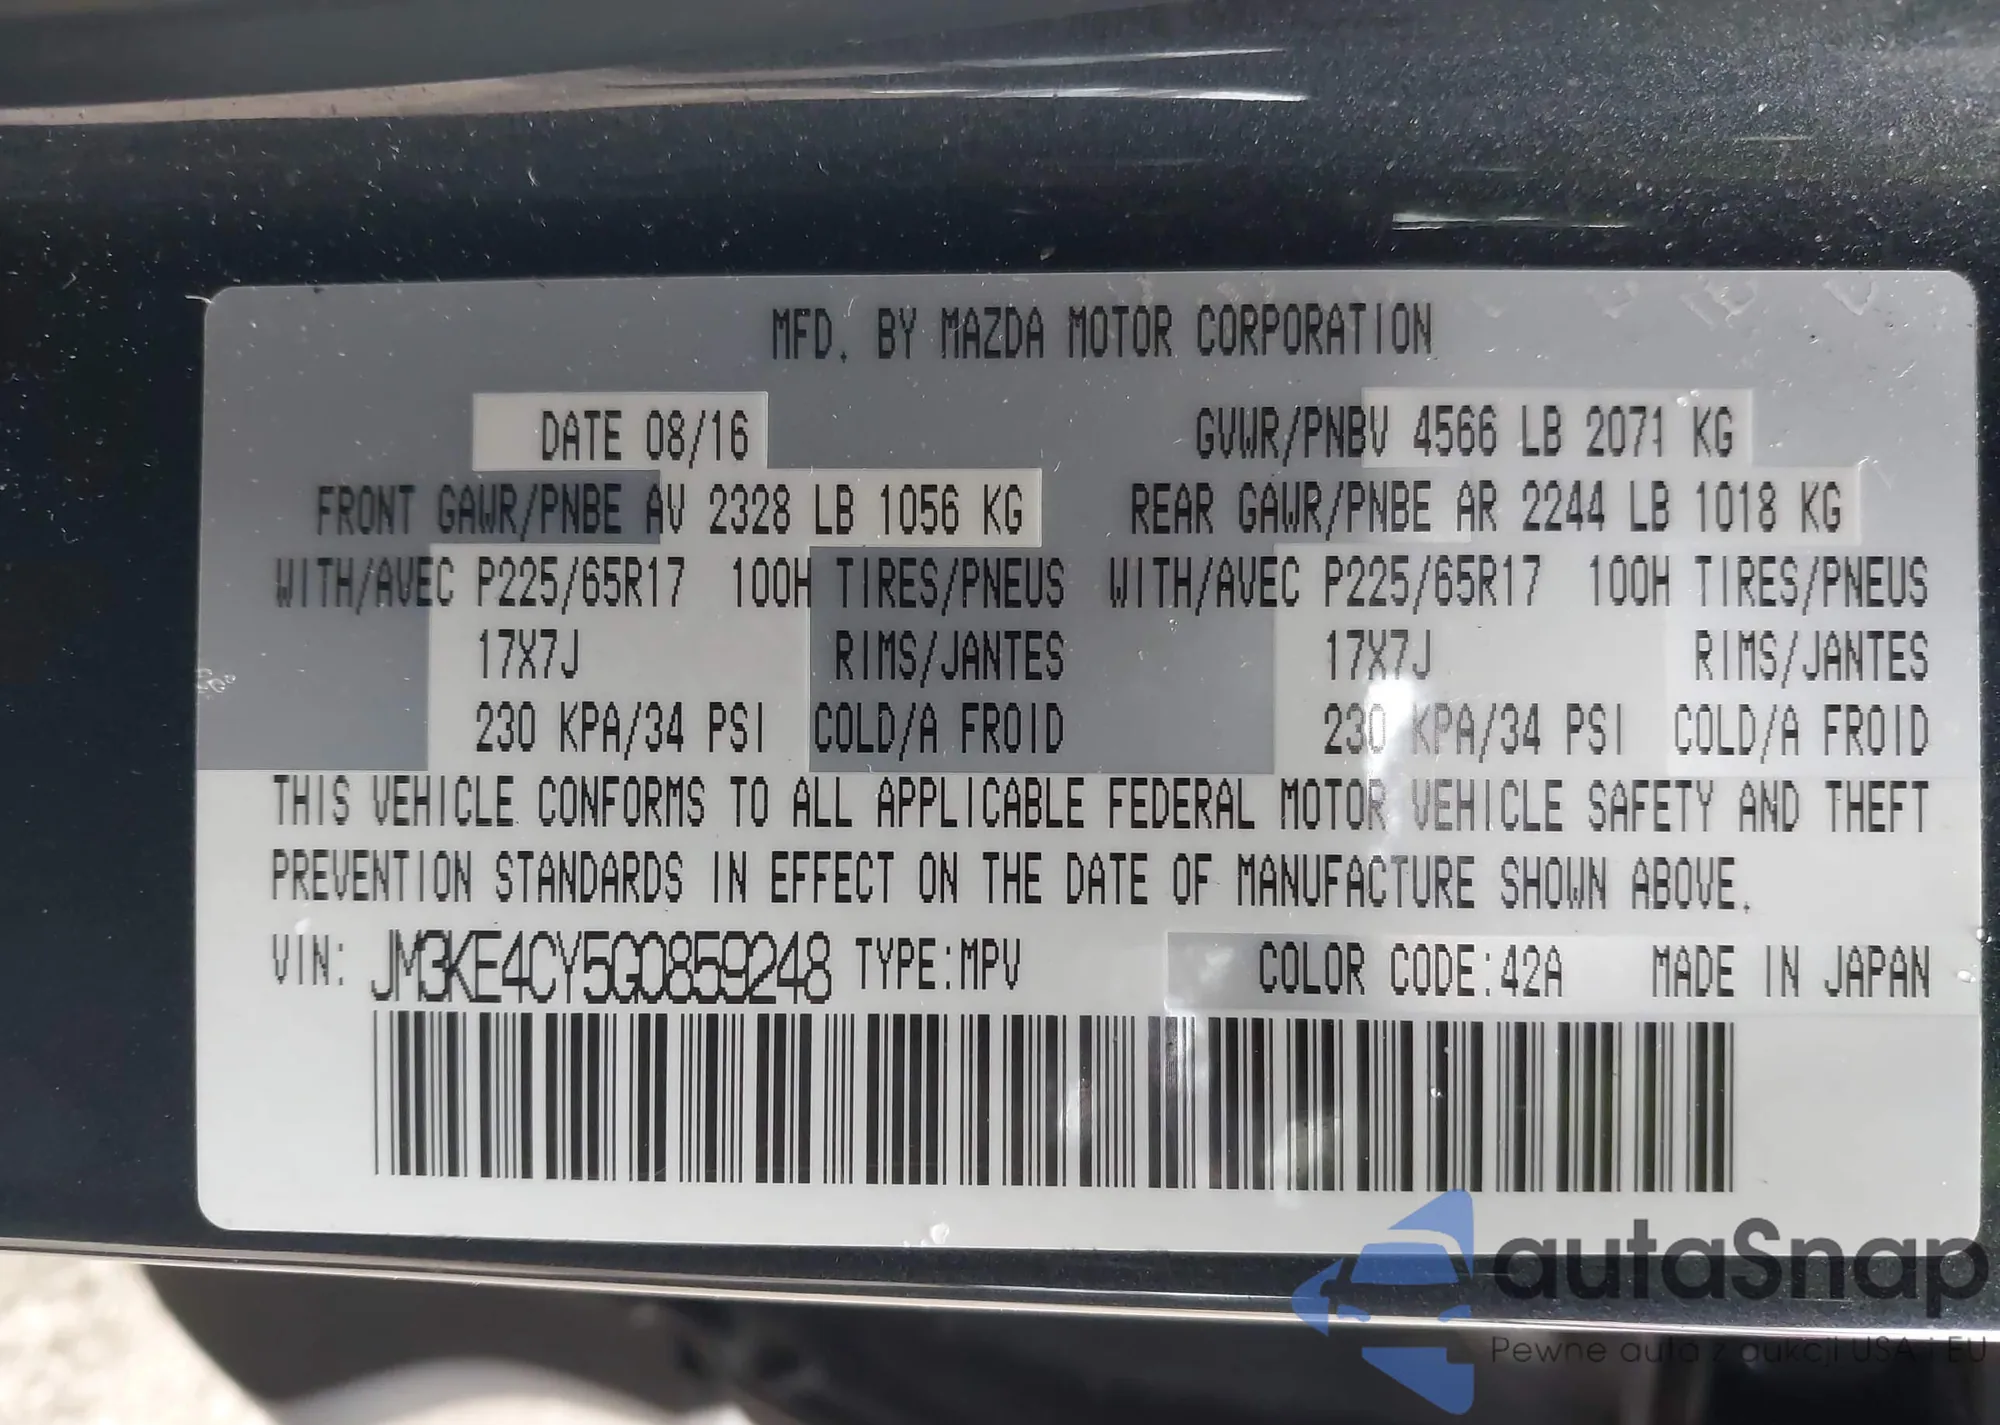 MFD. BY MAZDA MOTOR CORPORATION
DATE 08/16 GVWR/PNBV 4566 LB 2071 KG
FRONT GAWR/PNBE AV 2328 LB 1056 KG REAR GAWR/PNBE AR 2244 LB 1018 KG
WITH/AVEC P225/65R17 100H TIRES/PNEUS WITH/AVEC P225/65R17 100H TIRES/PNEUS
17X7J RIMS/JANTES 17X7J RIMS/JANTES
230 KPA/34 PSI COLD/A FROID 230 KPA/34 PSI COLD/A FROID
THIS VEHICLE CONFORMS TO ALL APPLICABLE FEDERAL MOTOR VEHICLE SAFETY AND THEFT
PREVENTION STANDARDS IN EFFECT ON THE DATE OF MANUFACTURE SHOWN ABOVE.
VIN: JM3KE4CY5G0859248 TYPE:MPV COLOR CODE:42A MADE IN JAPAN
autoSnap
Pewne auta z aukcji USA i EU